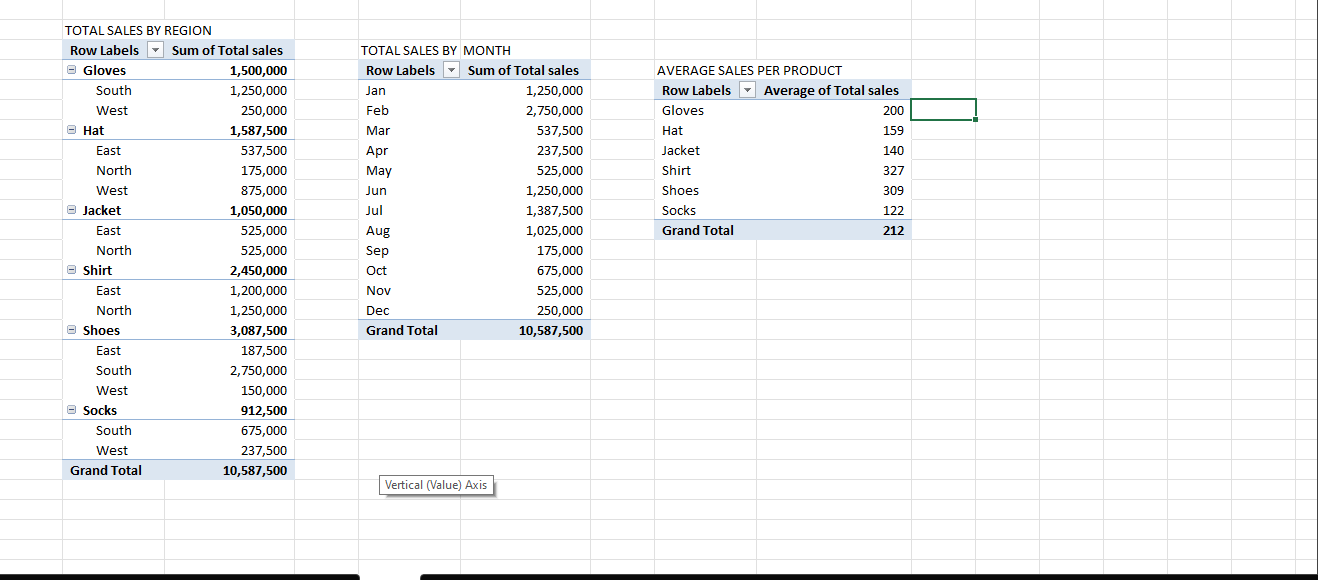 TOTAL SALES BY REGION
Row Labels Sum of Total sales
Gloves 1,500,000
South 1,250,000
West 250,000
Hat 1,587,500
East 537,500
North 175,000
West 875,000
Jacket 1,050,000
East 525,000
North 525,000
Shirt 2,450,000
East 1,200,000
North 1,250,000
Shoes 3,087,500
East 187,500
South 2,750,000
West 150,000
Socks 912,500
South 675,000
West 237,500
Grand Total 10,587,500
TOTAL SALES BY MONTH
Row Labels Sum of Total sales
Jan 1,250,000
Feb 2,750,000
Mar 537,500
Apr 237,500
May 525,000
Jun 1,250,000
Jul 1,387,500
Aug 1,025,000
Sep 175,000
Oct 675,000
Nov 525,000
Dec 250,000
Grand Total 10,587,500
Vertical (Value) Axis
AVERAGE SALES PER PRODUCT
Row Labels Average of Total sales
Gloves 200
Hat 159
Jacket 140
Shirt 327
Shoes 309
Socks 122
Grand Total 212